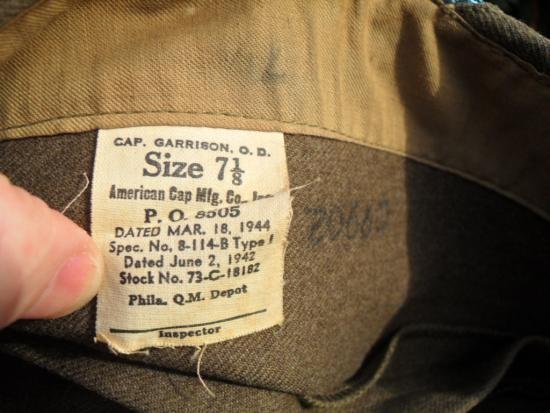 CAP. GARRISON, O. D.
Size 7⅛
American Cap Mfg. Co., Inc.
P. O. 8505
DATED MAR. 18, 1944
Spec. No. 8-114-B Type I
Dated June 2, 1942
Stock No. 73-C-18182
Phila. Q.M. Depot
Inspector